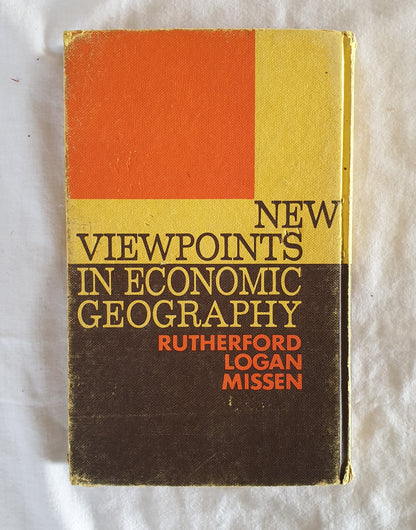 NEW
VIEWPOINTS
IN ECONOMIC
GEOGRAPHY
RUTHERFORD
LOGAN
MISSEN